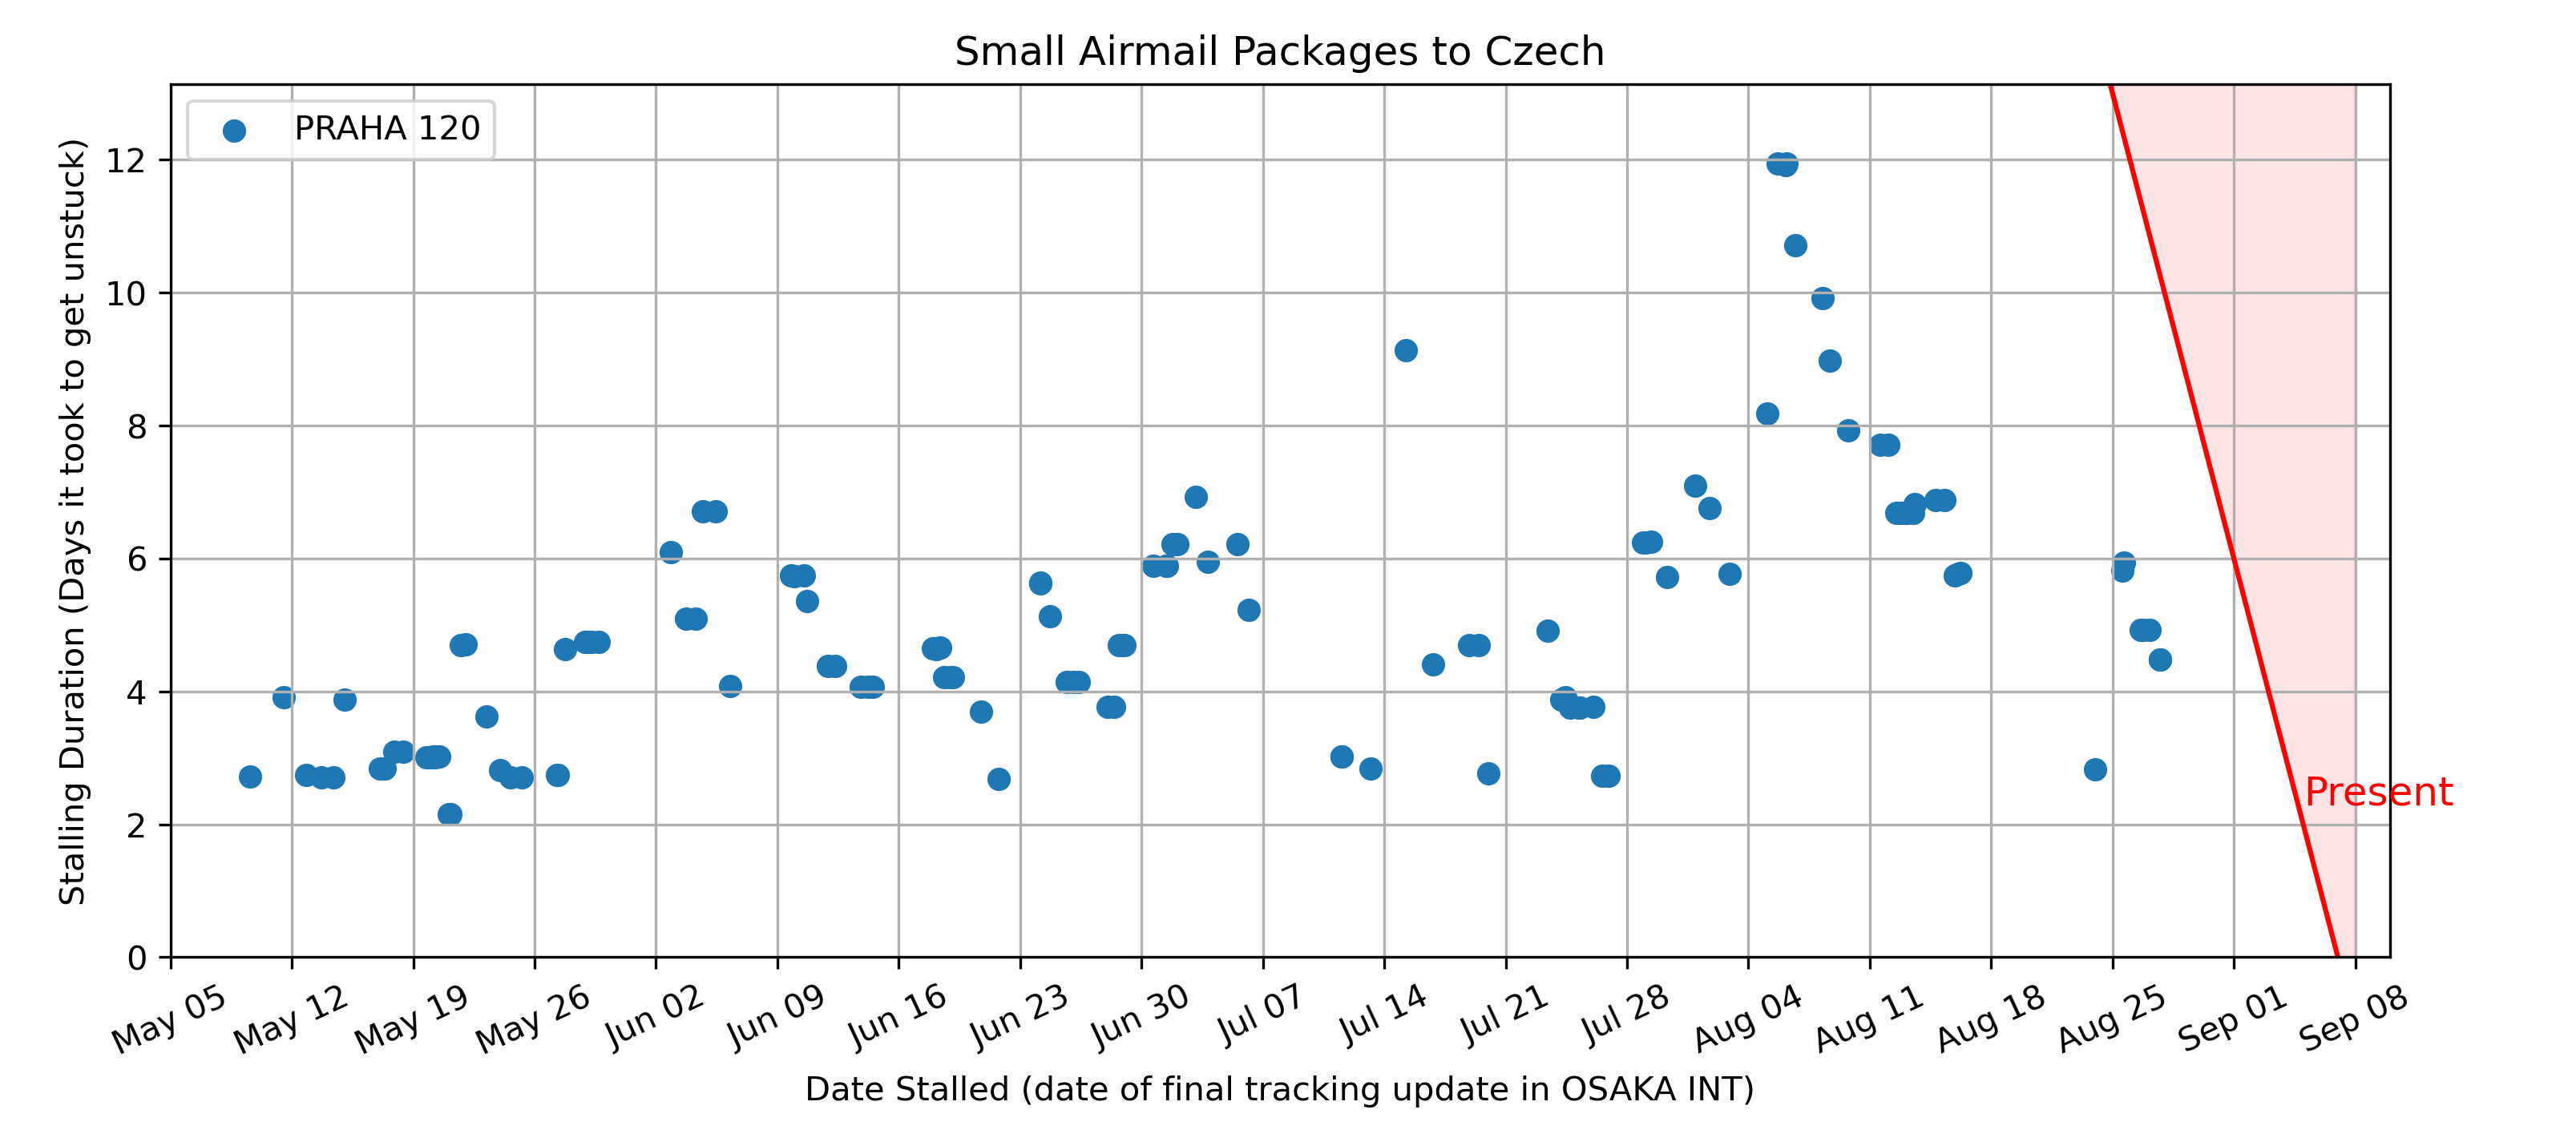 Small Airmail Packages to Czech
PRAHA 120
Stalling Duration (Days it took to get unstuck)
12
10
8
6
4
2
0
Present
May 05
May 12
May 19
May 26
Jun 02
Jun 09
Jun 16
Jun 23
Jun 30
Jul 07
Jul 14
Jul 21
Jul 28
Aug 04
Aug 11
Aug 18
Aug 25
Sep 01
Sep 08
Date Stalled (date of final tracking update in OSAKA INT)